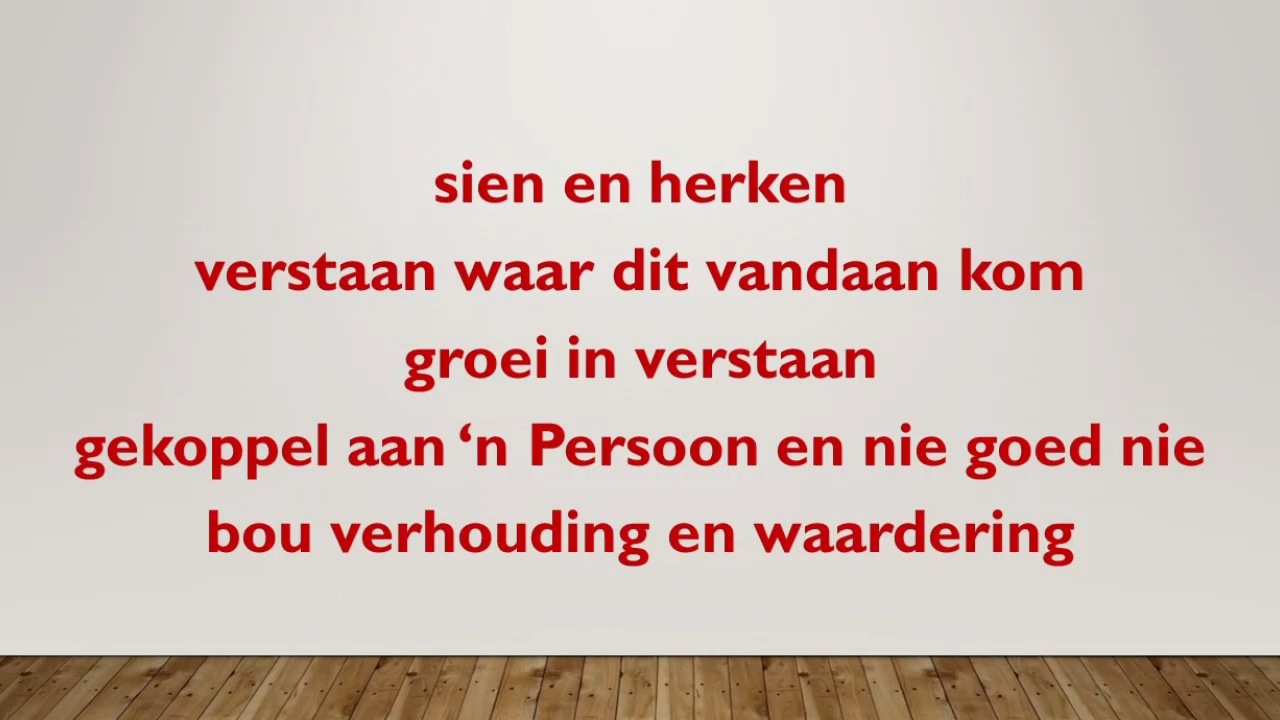 sien en herken
verstaan waar dit vandaan kom
groei in verstaan
gekoppel aan ‘n Persoon en nie goed nie
bou verhouding en waardering